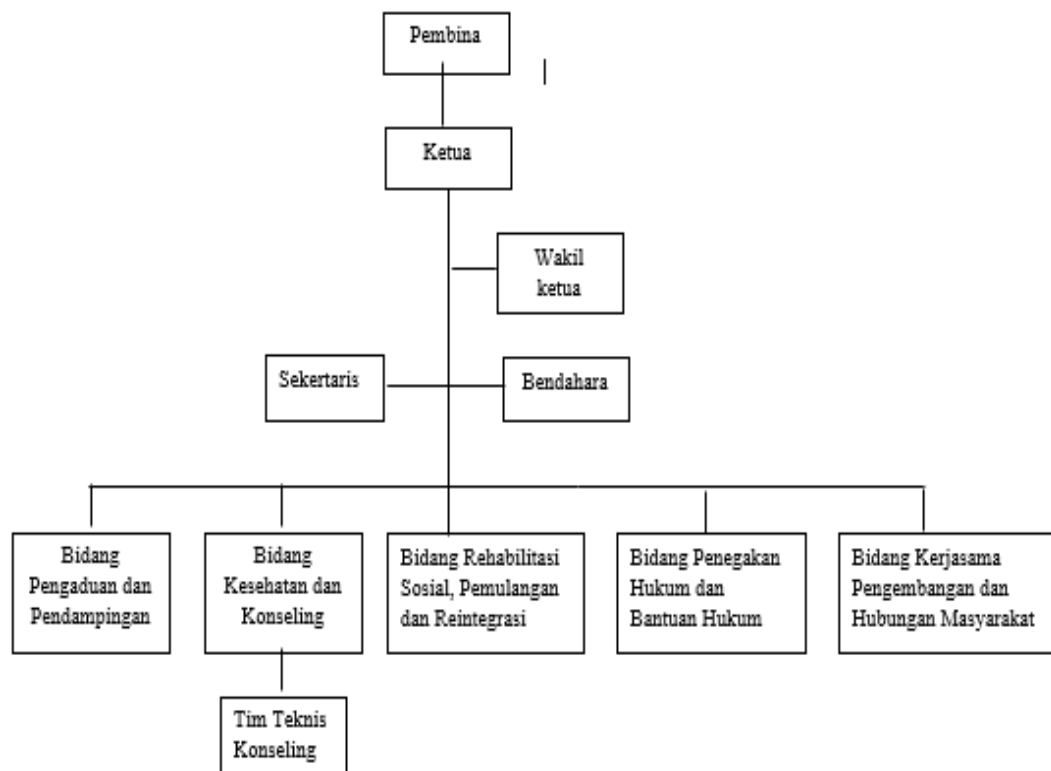 Pembina
Ketua
Wakil
ketua
Sekertaris
Bendahara
Bidang
Pengaduan dan
Pendampingan
Bidang
Kesehatan dan
Konseling
Bidang Rehabilitasi
Sosial, Pemulangan
dan Reintegrasi
Bidang Penegakan
Hukum dan
Bantuan Hukum
Bidang Kerjasama
Pengembangan dan
Hubungan Masyarakat
Tim Teknis
Konseling